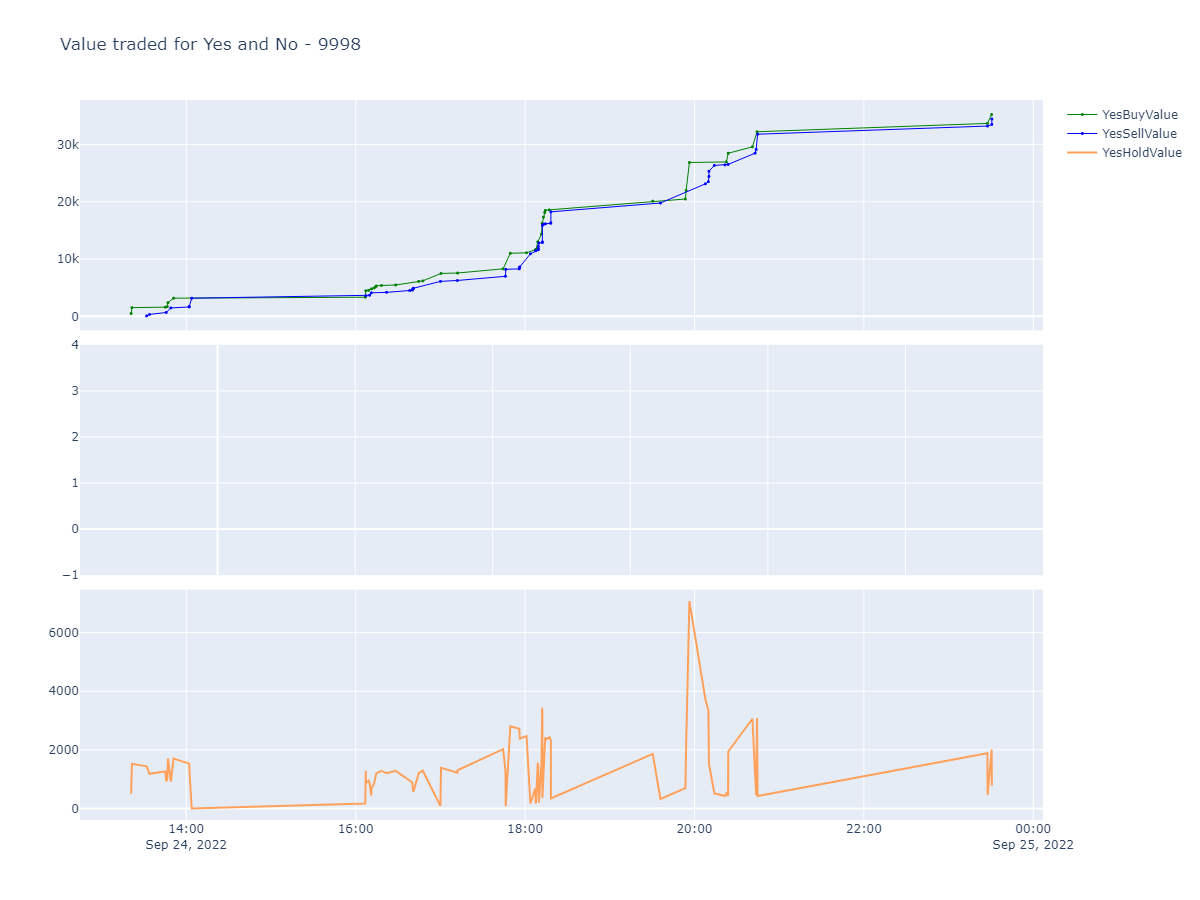 Value traded for Yes and No - 9998
YesBuyValue
YesSellValue
YesHoldValue
30k
20k
10k
0
4
3
2
1
0
−1
6000
4000
2000
0
14:00 16:00 18:00 20:00 22:00 00:00
Sep 24, 2022 Sep 25, 2022